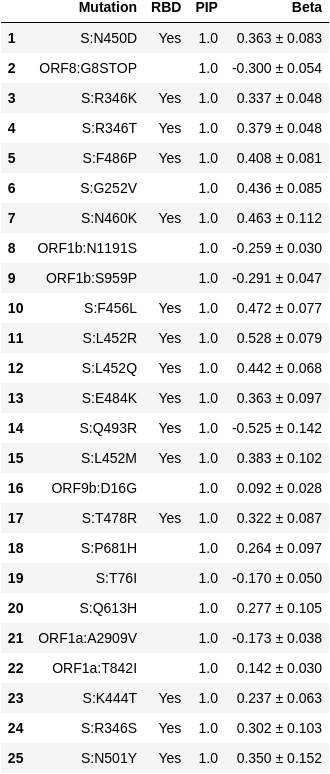 Mutation RBD PIP Beta
1 S:N450D Yes 1.0 0.363 ± 0.083
2 ORF8:G8STOP 1.0 -0.300 ± 0.054
3 S:R346K Yes 1.0 0.337 ± 0.048
4 S:R346T Yes 1.0 0.379 ± 0.048
5 S:F486P Yes 1.0 0.408 ± 0.081
6 S:G252V 1.0 0.436 ± 0.085
7 S:N460K Yes 1.0 0.463 ± 0.112
8 ORF1b:N1191S 1.0 -0.259 ± 0.030
9 ORF1b:S959P 1.0 -0.291 ± 0.047
10 S:F456L Yes 1.0 0.472 ± 0.077
11 S:L452R Yes 1.0 0.528 ± 0.079
12 S:L452Q Yes 1.0 0.442 ± 0.068
13 S:E484K Yes 1.0 0.363 ± 0.097
14 S:Q493R Yes 1.0 -0.525 ± 0.142
15 S:L452M Yes 1.0 0.383 ± 0.102
16 ORF9b:D16G 1.0 0.092 ± 0.028
17 S:T478R Yes 1.0 0.322 ± 0.087
18 S:P681H 1.0 0.264 ± 0.097
19 S:T76I 1.0 -0.170 ± 0.050
20 S:Q613H 1.0 0.277 ± 0.105
21 ORF1a:A2909V 1.0 -0.173 ± 0.038
22 ORF1a:T842I 1.0 0.142 ± 0.030
23 S:K444T Yes 1.0 0.237 ± 0.063
24 S:R346S Yes 1.0 0.302 ± 0.103
25 S:N501Y Yes 1.0 0.350 ± 0.152